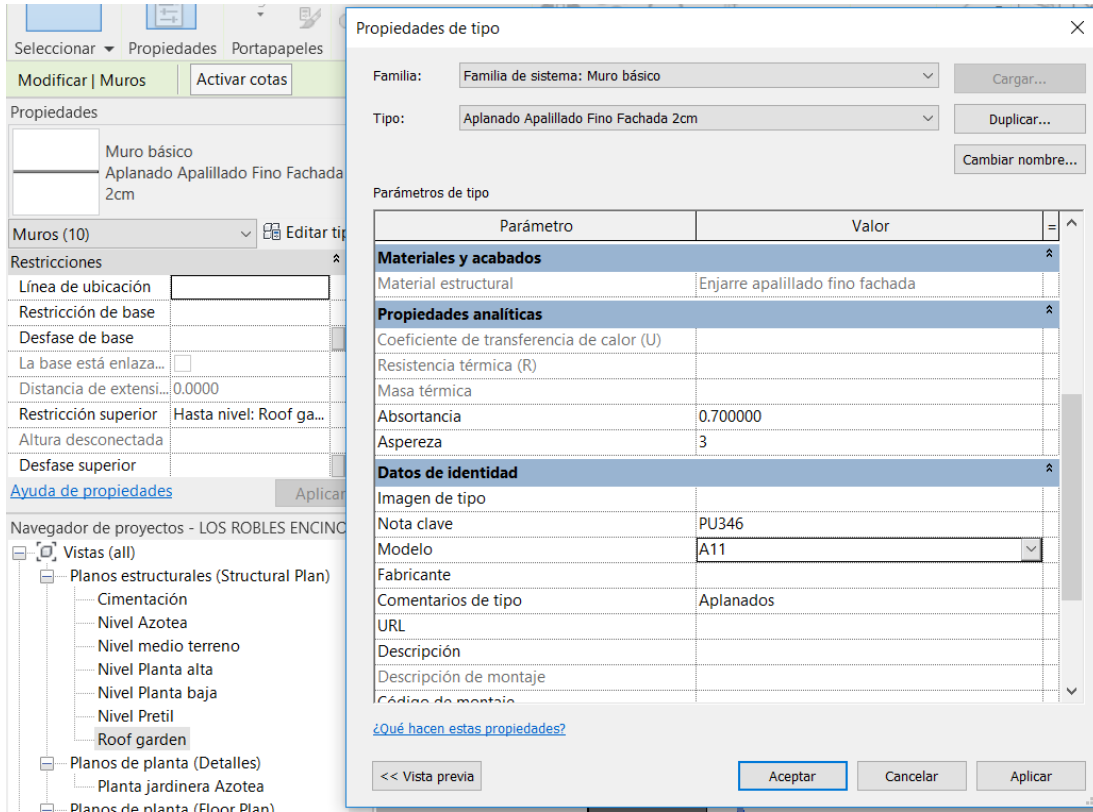 Seleccionar Propiedades Portapapeles
Modificar | Muros Activar cotas
Propiedades
Muro básico
Aplanado Apalillado Fino Fachada
2cm
Muros (10) Editar tip
Restricciones
Línea de ubicación
Restricción de base
Desfase de base
La base está enlaza...
Distancia de extensi... 0.0000
Restricción superior Hasta nivel: Roof ga...
Altura desconectada
Desfase superior
Ayuda de propiedades Aplicar
Navegador de proyectos - LOS ROBLES ENCINO
Vistas (all)
Planos estructurales (Structural Plan)
Cimentación
Nivel Azotea
Nivel medio terreno
Nivel Planta alta
Nivel Planta baja
Nivel Pretil
Roof garden
Planos de planta (Detalles)
Planta jardinera Azotea
Planos de planta (Floor Plan)
Propiedades de tipo
Familia: Familia de sistema: Muro básico Cargar...
Tipo: Aplanado Apalillado Fino Fachada 2cm Duplicar...
Cambiar nombre...
Parámetros de tipo
Parámetro Valor =
Materiales y acabados
Material estructural Enjarre apalillado fino fachada
Propiedades analíticas
Coeficiente de transferencia de calor (U)
Resistencia térmica (R)
Masa térmica
Absortancia 0.700000
Aspereza 3
Datos de identidad
Imagen de tipo
Nota clave PU346
Modelo A11
Fabricante
Comentarios de tipo Aplanados
URL
Descripción
Descripción de montaje
Código de montaje
¿Qué hacen estas propiedades?
<< Vista previa Aceptar Cancelar Aplicar